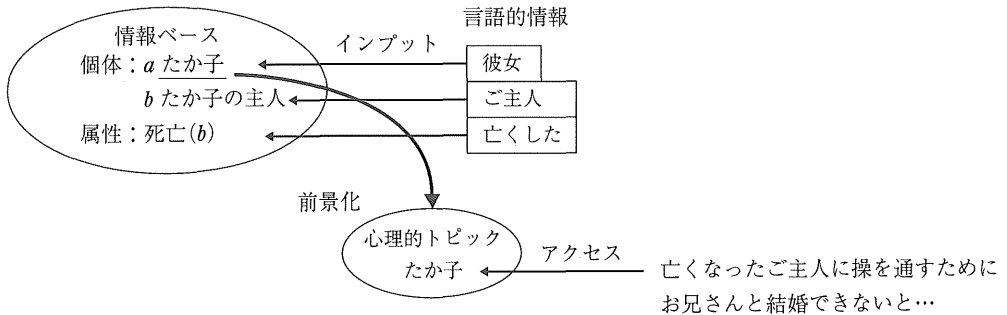 言語的情報
情報ベース
インプット
個体：a たか子
彼女
b たか子の主人
ご主人
属性：死亡(b)
亡くした
前景化
心理的トピック
たか子
アクセス
亡くなったご主人に操を通すために
お兄さんと結婚できないと…